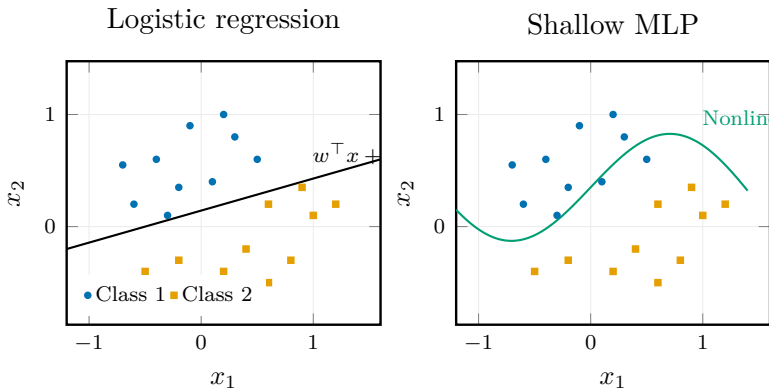 Logistic regression
x₂
1
0
w⊤x +
Class 1
Class 2
−1
0
1
x₁
Shallow MLP
x₂
1
0
Nonlin
−1
0
1
x₁